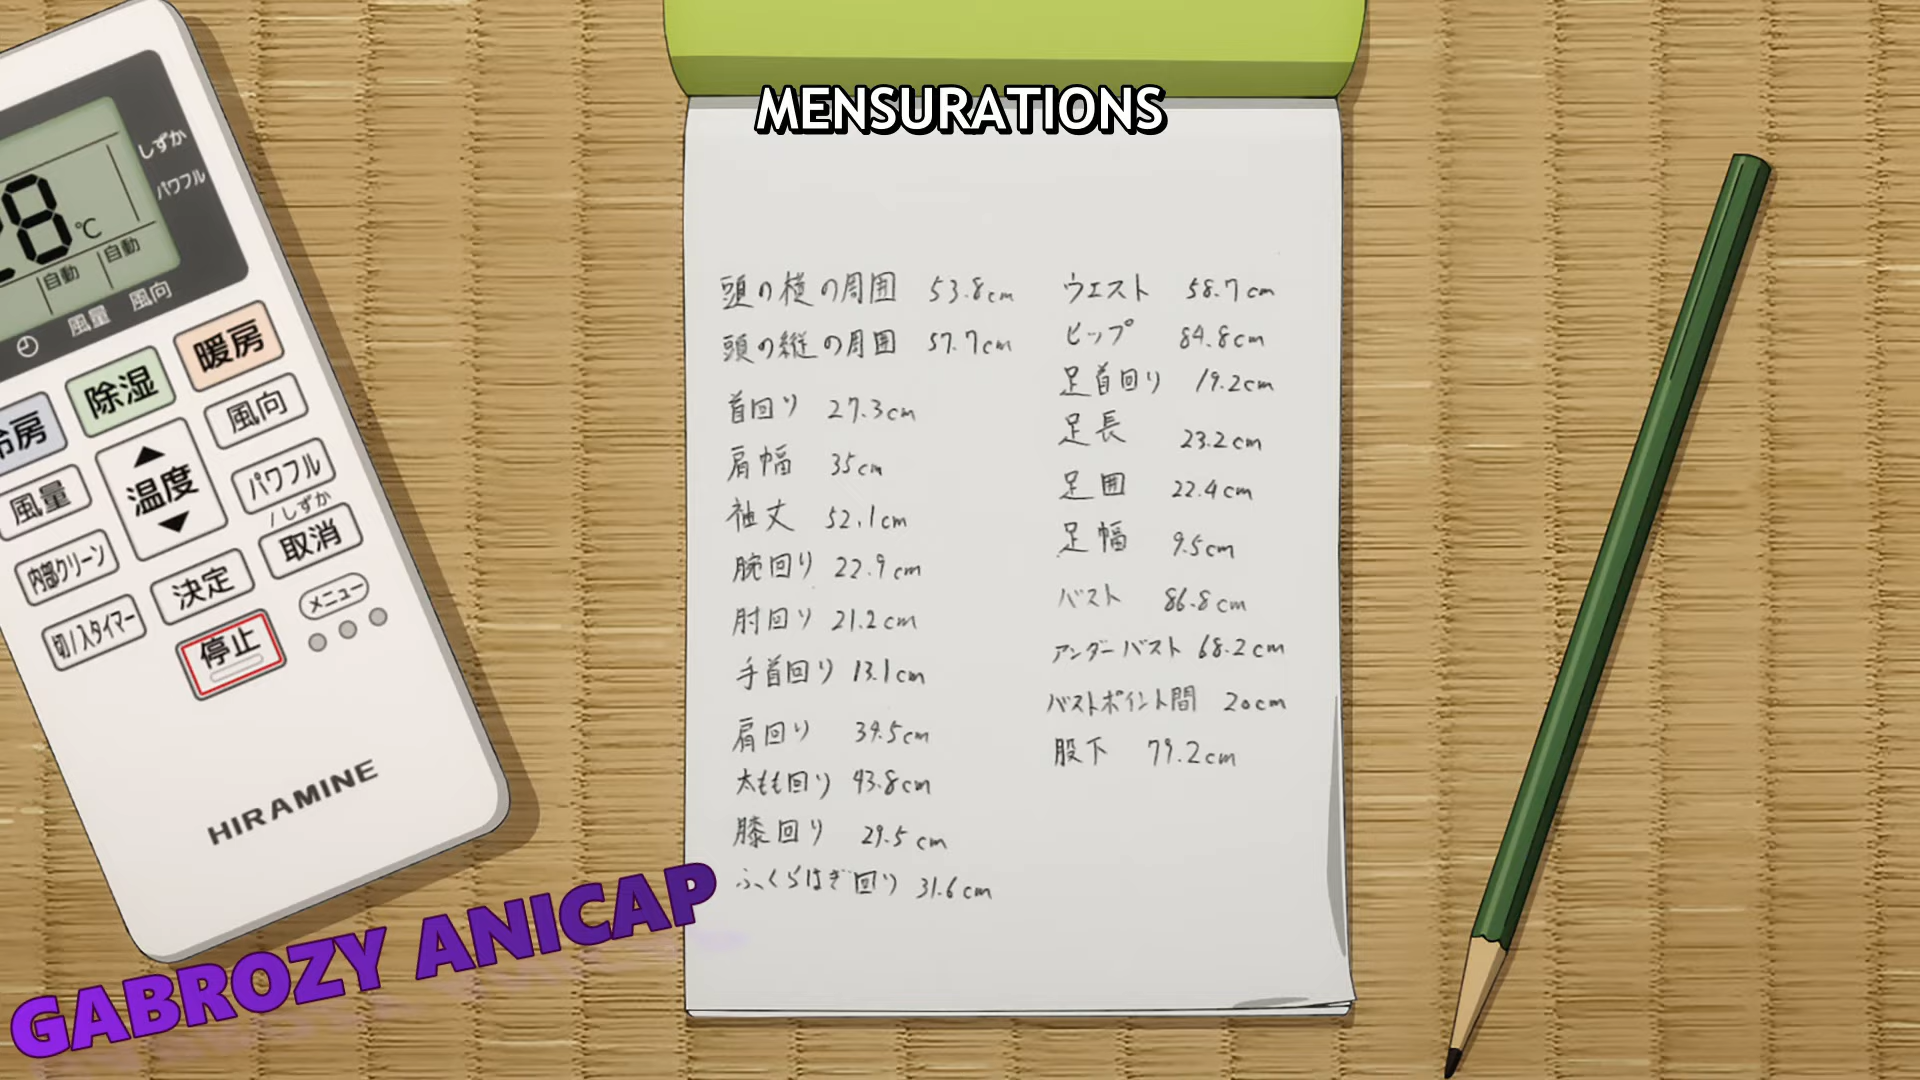 MENSURATIONS
しずか
パワフル
28℃
自動 自動
風量 風向
冷房 除湿 暖房
風量 温度 風向
パワフル
/しずか
内部クリーン 決定 取消
切/入タイマー 停止 メニュー
HIRAMINE
頭の横の周囲 53.8cm
頭の縦の周囲 57.7cm
首回り 27.3cm
肩幅 35cm
袖丈 52.1cm
腕回り 22.9cm
肘回り 21.2cm
手首回り 13.1cm
肩回り 39.5cm
太もも回り 43.8cm
膝回り 29.5cm
ふくらはぎ回り 31.6cm
ウエスト 58.7cm
ヒップ 84.8cm
足首回り 19.2cm
足長 23.2cm
足囲 22.4cm
足幅 9.5cm
バスト 86.8cm
アンダーバスト 68.2cm
バストポイント間 20cm
股下 79.2cm
GABROZY ANICAP